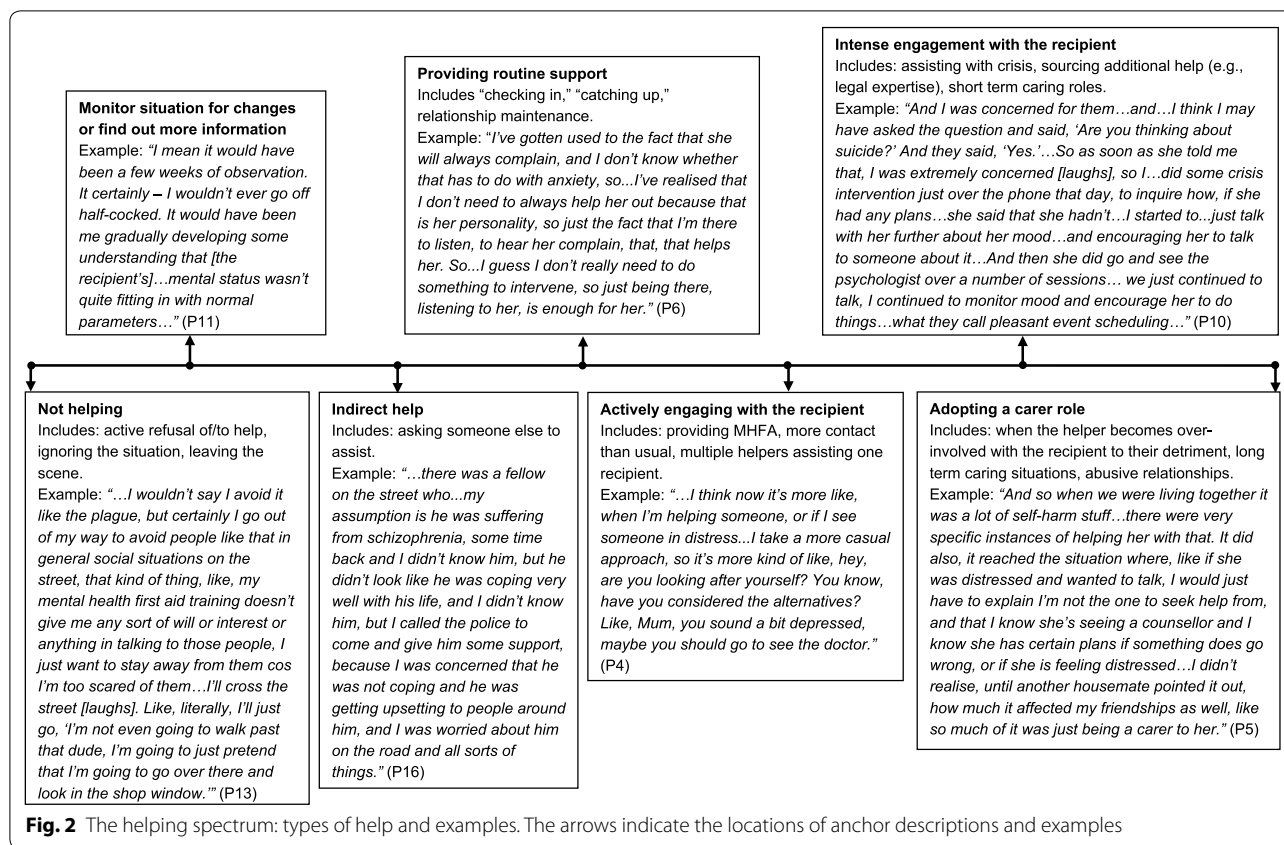 Monitor situation for changes
or find out more information
Example: “I mean it would have
been a few weeks of observation.
It certainly – I wouldn’t ever go off
half-cocked. It would have been
me gradually developing some
understanding that [the
recipient’s]…mental status wasn’t
quite fitting in with normal
parameters…” (P11)
Providing routine support
Includes “checking in,” “catching up,”
relationship maintenance.
Example: “I’ve gotten used to the fact that she
will always complain, and I don’t know whether
that has to do with anxiety, so...I’ve realised that
I don’t need to always help her out because that
is her personality, so just the fact that I’m there
to listen, to hear her complain, that, that helps
her. So...I guess I don’t really need to do
something to intervene, so just being there,
listening to her, is enough for her.” (P6)
Intense engagement with the recipient
Includes: assisting with crisis, sourcing additional help (e.g.,
legal expertise), short term caring roles.
Example: “And I was concerned for them…and…I think I may
have asked the question and said, ‘Are you thinking about
suicide?’ And they said, ‘Yes.’…So as soon as she told me
that, I was extremely concerned [laughs], so I…did some crisis
intervention just over the phone that day, to inquire how, if she
had any plans…she said that she hadn’t…I started to...just talk
with her further about her mood…and encouraging her to talk
to someone about it…And then she did go and see the
psychologist over a number of sessions… we just continued to
talk, I continued to monitor mood and encourage her to do
things…what they call pleasant event scheduling…” (P10)
Not helping
Includes: active refusal of/to help,
ignoring the situation, leaving the
scene.
Example: “…I wouldn’t say I avoid it
like the plague, but certainly I go out
of my way to avoid people like that in
general social situations on the
street, that kind of thing, like, my
mental health first aid training doesn’t
give me any sort of will or interest or
anything in talking to those people, I
just want to stay away from them cos
I’m too scared of them…I’ll cross the
street [laughs]. Like, literally, I’ll just
go, ‘I’m not even going to walk past
that dude, I’m going to just pretend
that I’m going to go over there and
look in the shop window.’” (P13)
Indirect help
Includes: asking someone else to
assist.
Example: “…there was a fellow
on the street who...my
assumption is he was suffering
from schizophrenia, some time
back and I didn’t know him, but he
didn’t look like he was coping very
well with his life, and I didn’t know
him, but I called the police to
come and give him some support,
because I was concerned that he
was not coping and he was
getting upsetting to people around
him, and I was worried about him
on the road and all sorts of
things.” (P16)
Actively engaging with the recipient
Includes: providing MHFA, more contact
than usual, multiple helpers assisting one
recipient.
Example: “…I think now it’s more like,
when I’m helping someone, or if I see
someone in distress...I take a more casual
approach, so it’s more kind of like, hey,
are you looking after yourself? You know,
have you considered the alternatives?
Like, Mum, you sound a bit depressed,
maybe you should go to see the doctor.”
(P4)
Adopting a carer role
Includes: when the helper becomes over-
involved with the recipient to their detriment, long
term caring situations, abusive relationships.
Example: “And so when we were living together it
was a lot of self-harm stuff…there were very
specific instances of helping her with that. It did
also, it reached the situation where, like if she
was distressed and wanted to talk, I would just
have to explain I’m not the one to seek help from,
and that I know she’s seeing a counsellor and I
know she has certain plans if something does go
wrong, or if she is feeling distressed…I didn’t
realise, until another housemate pointed it out,
how much it affected my friendships as well, like
so much of it was just being a carer to her.” (P5)
Fig. 2 The helping spectrum: types of help and examples. The arrows indicate the locations of anchor descriptions and examples